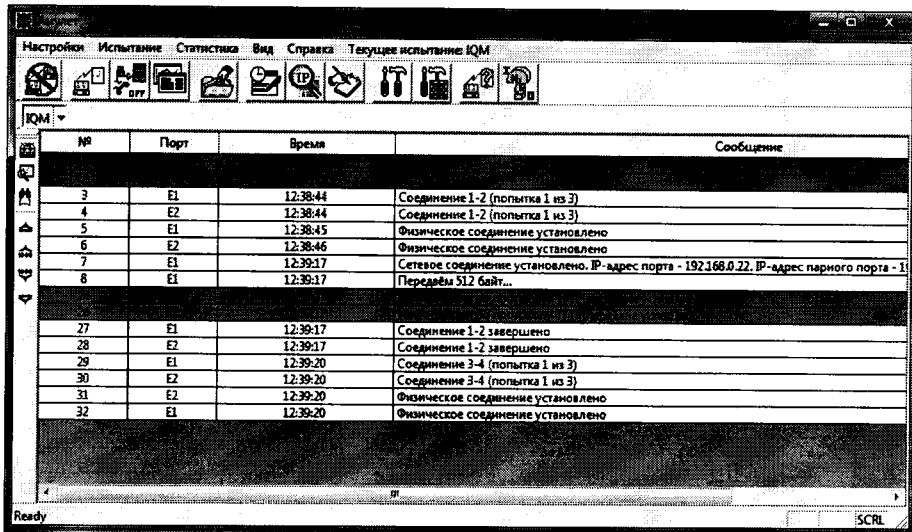 Настройки Испытание Статистика Вид Справка Текущее испытание: IQM
OFF IP
IQM
№ Порт Время Сообщение
3 E1 12:38:44 Соединение 1-2 (попытка 1 из 3)
4 E2 12:38:44 Соединение 1-2 (попытка 1 из 3)
5 E1 12:38:45 Физическое соединение установлено
6 E2 12:38:46 Физическое соединение установлено
7 E1 12:39:17 Сетевое соединение установлено. IP-адрес порта - 192.168.0.22. IP-адрес парного порта - 19
8 E1 12:39:17 Передаём 512 байт...
27 E1 12:39:17 Соединение 1-2 завершено
28 E2 12:39:17 Соединение 1-2 завершено
29 E1 12:39:20 Соединение 3-4 (попытка 1 из 3)
30 E2 12:39:20 Соединение 3-4 (попытка 1 из 3)
31 E2 12:39:20 Физическое соединение установлено
32 E1 12:39:20 Физическое соединение установлено
Ready SCRL